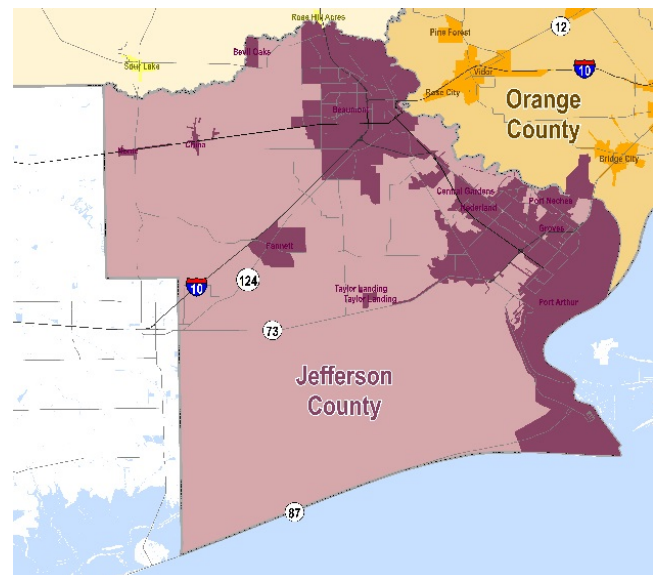 Rose Hill Acres
Pine Forest
12
Bevil Oaks
Sour Lake
Vidor
10
Rose City
Orange
County
Beaumont
China
Nome
Bridge City
Central Gardens
Nederland
Port Neches
Groves
Fannett
124
10
Taylor Landing
Taylor Landing
Port Arthur
73
Jefferson
County
87